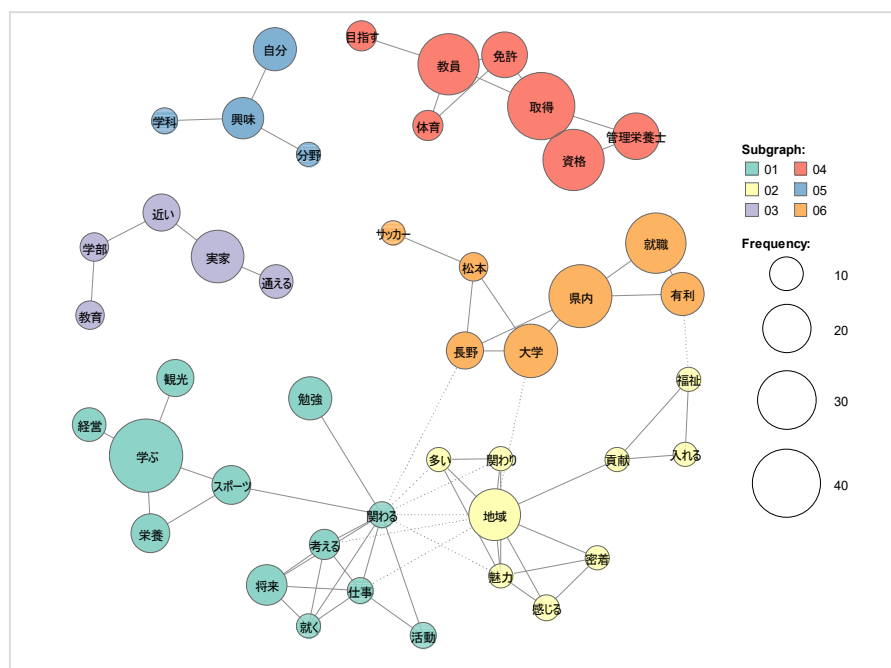 目指す
自分
教員
免許
取得
学科
興味
体育
管理栄養士
分野
資格
Subgraph:
01 04
02 05
03 06
近い
サッカー
学部
実家
松本
就職
Frequency:
通える
県内
有利
10
教育
20
長野
大学
観光
福祉
勉強
30
経営
学ぶ
多い
関わり
貢献
入れる
スポーツ
40
栄養
関わる
地域
考える
密着
将来
仕事
魅力
就く
感じる
活動